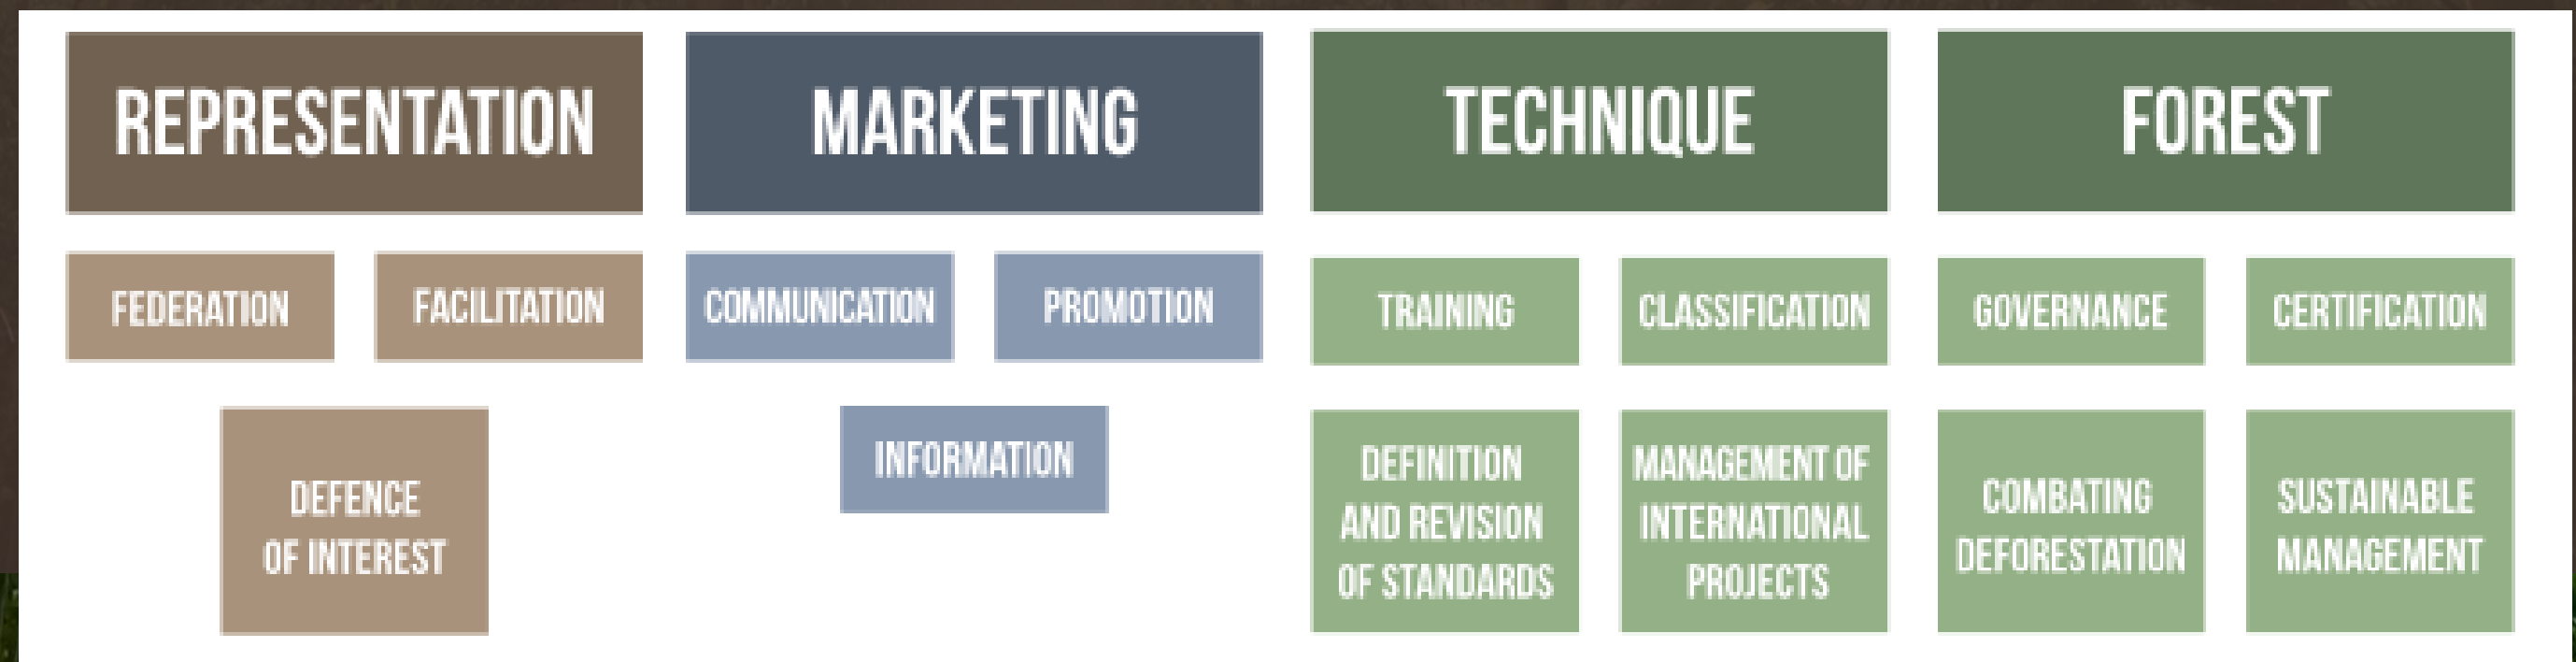 REPRESENTATION
FEDERATION
FACILITATION
DEFENCE
OF INTEREST
MARKETING
COMMUNICATION
PROMOTION
INFORMATION
TECHNIQUE
TRAINING
CLASSIFICATION
DEFINITION
AND REVISION
OF STANDARDS
MANAGEMENT OF
INTERNATIONAL
PROJECTS
FOREST
GOVERNANCE
CERTIFICATION
COMBATING
DEFORESTATION
SUSTAINABLE
MANAGEMENT